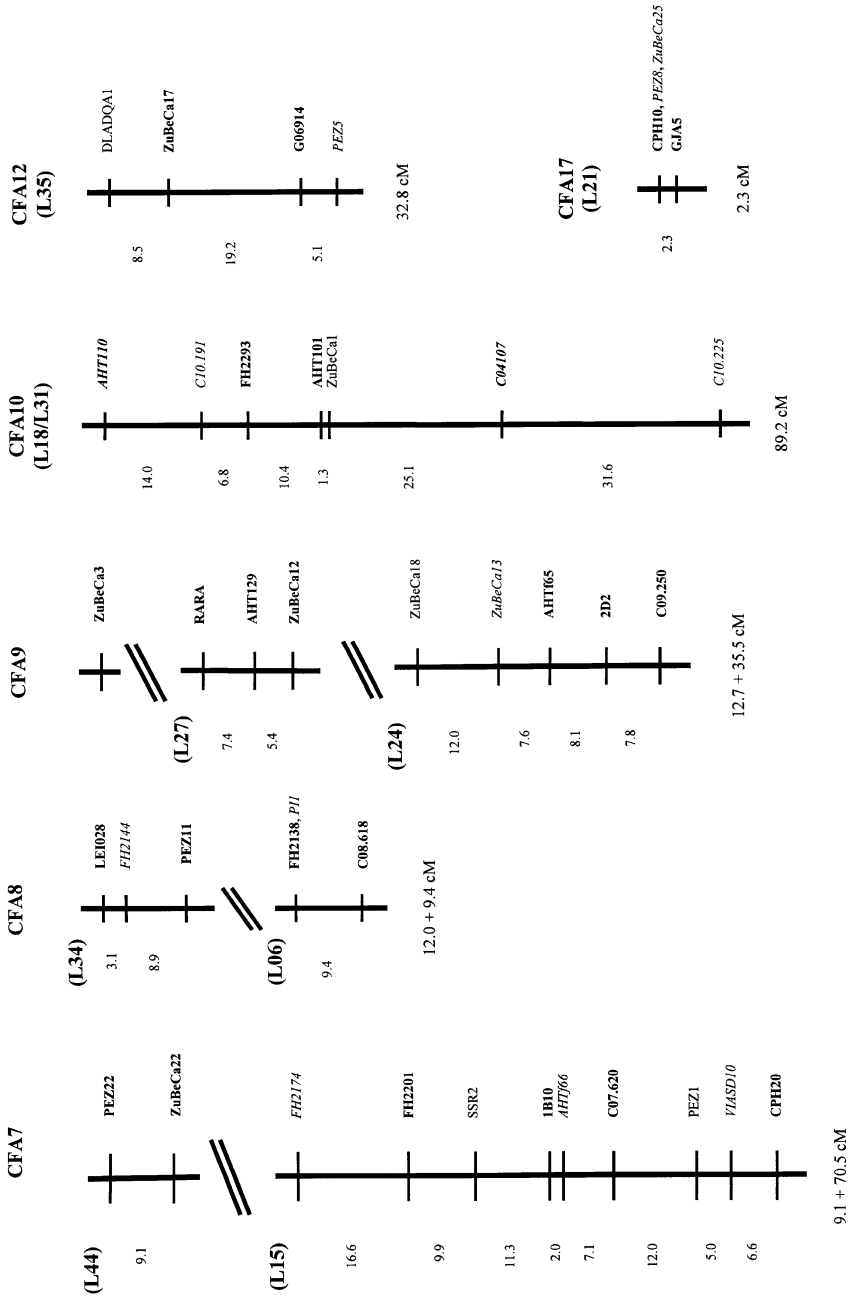 CFA7
(L44)
9.1
PEZ22
ZuBeCa22
(L15)
16.6
9.9
11.3
2.0
7.1
12.0
5.0
6.6
FH2174
FH2201
SSR2
1B10
AHTf66
C07.620
PEZ1
VIASD10
CPH20
9.1 + 70.5 cM
CFA8
(L34)
3.1
8.9
LEI028
FH2144
PEZ11
(L06)
9.4
FH2138, PI1
C08.618
12.0 + 9.4 cM
CFA9
ZuBeCa3
(L27)
7.4
5.4
RARA
AHT129
ZuBeCa12
(L24)
12.0
7.6
8.1
7.8
ZuBeCa18
ZuBeCa13
AHTf65
2D2
C09.250
12.7 + 35.5 cM
CFA10
(L18/L31)
14.0
6.8
10.4
1.3
25.1
31.6
AHT110
C10.191
FH2293
AHT101
ZuBeCa1
C04107
C10.225
89.2 cM
CFA12
(L35)
8.5
19.2
5.1
DLADQA1
ZuBeCa17
G06914
PEZ5
32.8 cM
CFA17
(L21)
2.3
CPH10, PEZ8, ZuBeCa25
GJA5
2.3 cM